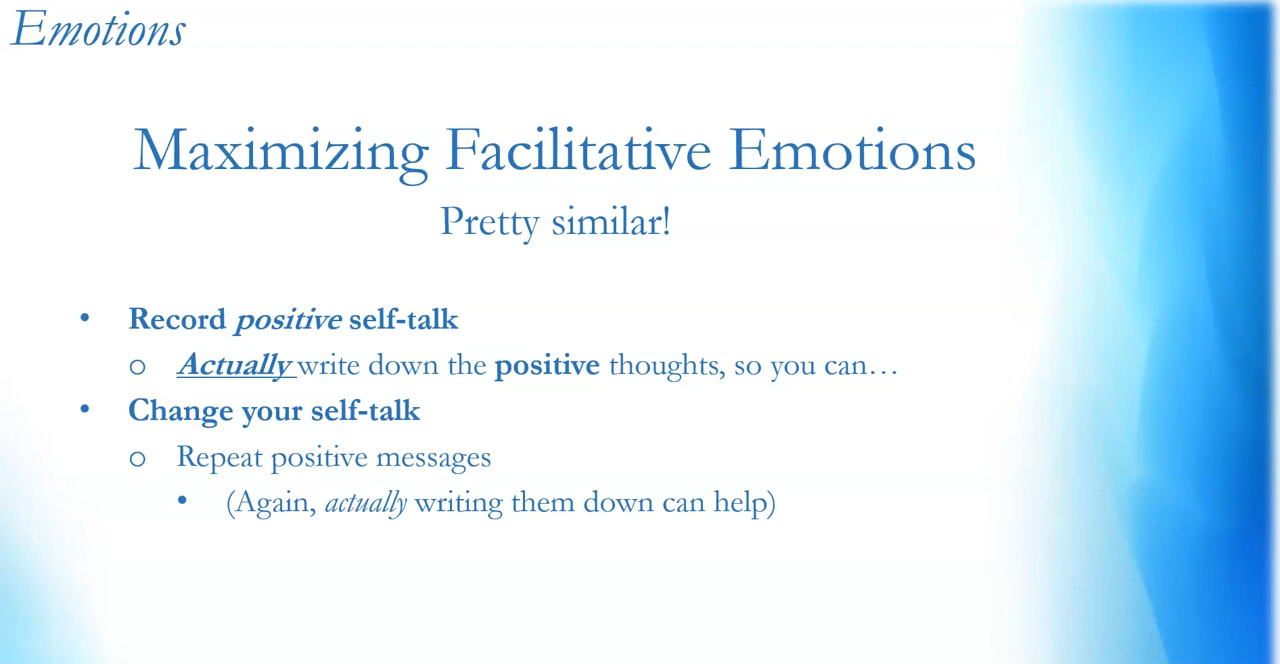 Emotions
Maximizing Facilitative Emotions
Pretty similar!
• Record positive self-talk
o Actually write down the positive thoughts, so you can…
• Change your self-talk
o Repeat positive messages
• (Again, actually writing them down can help)